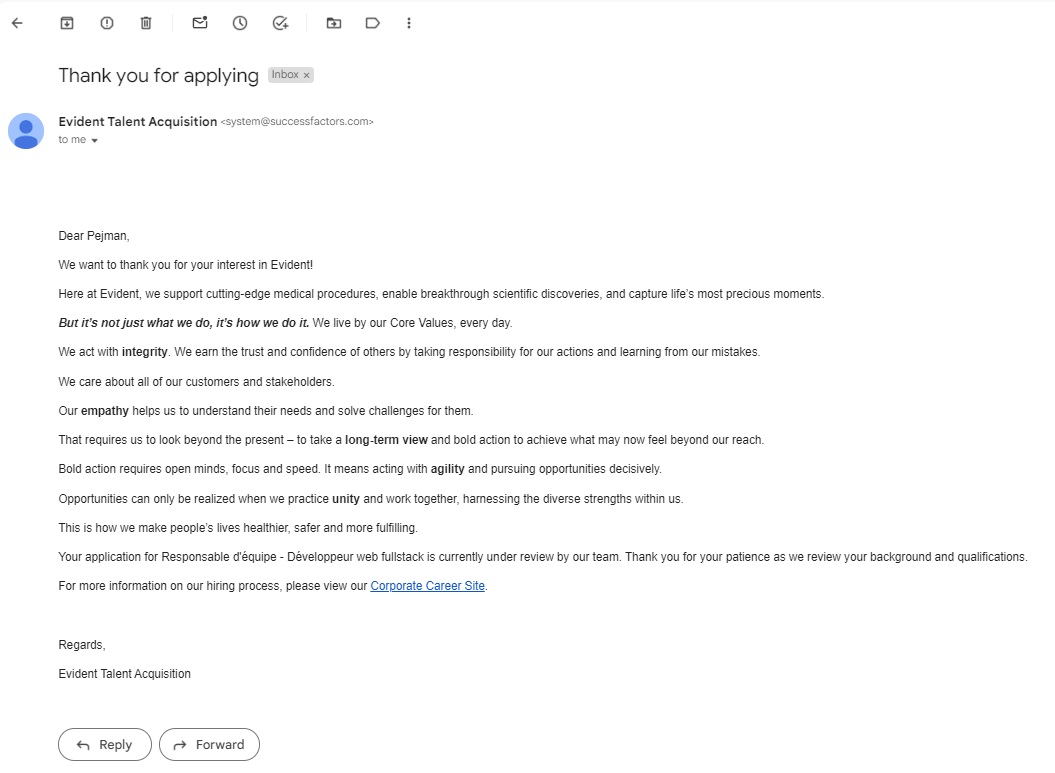 Thank you for applying Inbox ×
Evident Talent Acquisition <system@successfactors.com>
to me
Dear Pejman,
We want to thank you for your interest in Evident!
Here at Evident, we support cutting-edge medical procedures, enable breakthrough scientific discoveries, and capture life’s most precious moments.
But it’s not just what we do, it’s how we do it. We live by our Core Values, every day.
We act with integrity. We earn the trust and confidence of others by taking responsibility for our actions and learning from our mistakes.
We care about all of our customers and stakeholders.
Our empathy helps us to understand their needs and solve challenges for them.
That requires us to look beyond the present – to take a long-term view and bold action to achieve what may now feel beyond our reach.
Bold action requires open minds, focus and speed. It means acting with agility and pursuing opportunities decisively.
Opportunities can only be realized when we practice unity and work together, harnessing the diverse strengths within us.
This is how we make people’s lives healthier, safer and more fulfilling.
Your application for Responsable d'équipe - Développeur web fullstack is currently under review by our team. Thank you for your patience as we review your background and qualifications.
For more information on our hiring process, please view our Corporate Career Site.
Regards,
Evident Talent Acquisition
Reply Forward